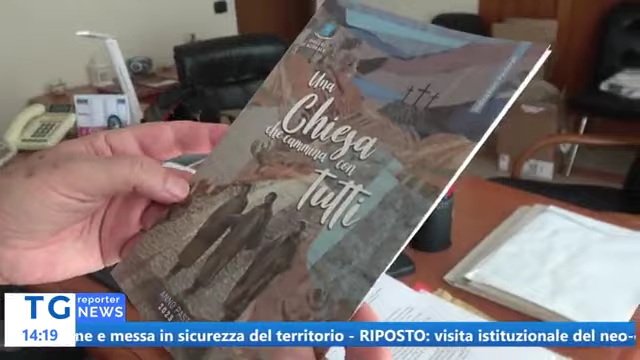 Una
Chiesa
che cammina con
Tutti
TG reporter
NEWS
14:19
ne e messa in sicurezza del territorio - RIPOSTO: visita istituzionale del neo-